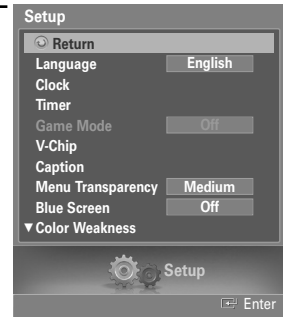 Setup
Return
Language English
Clock
Timer
Game Mode Off
V-Chip
Caption
Menu Transparency Medium
Blue Screen Off
▼Color Weakness
Setup
Enter